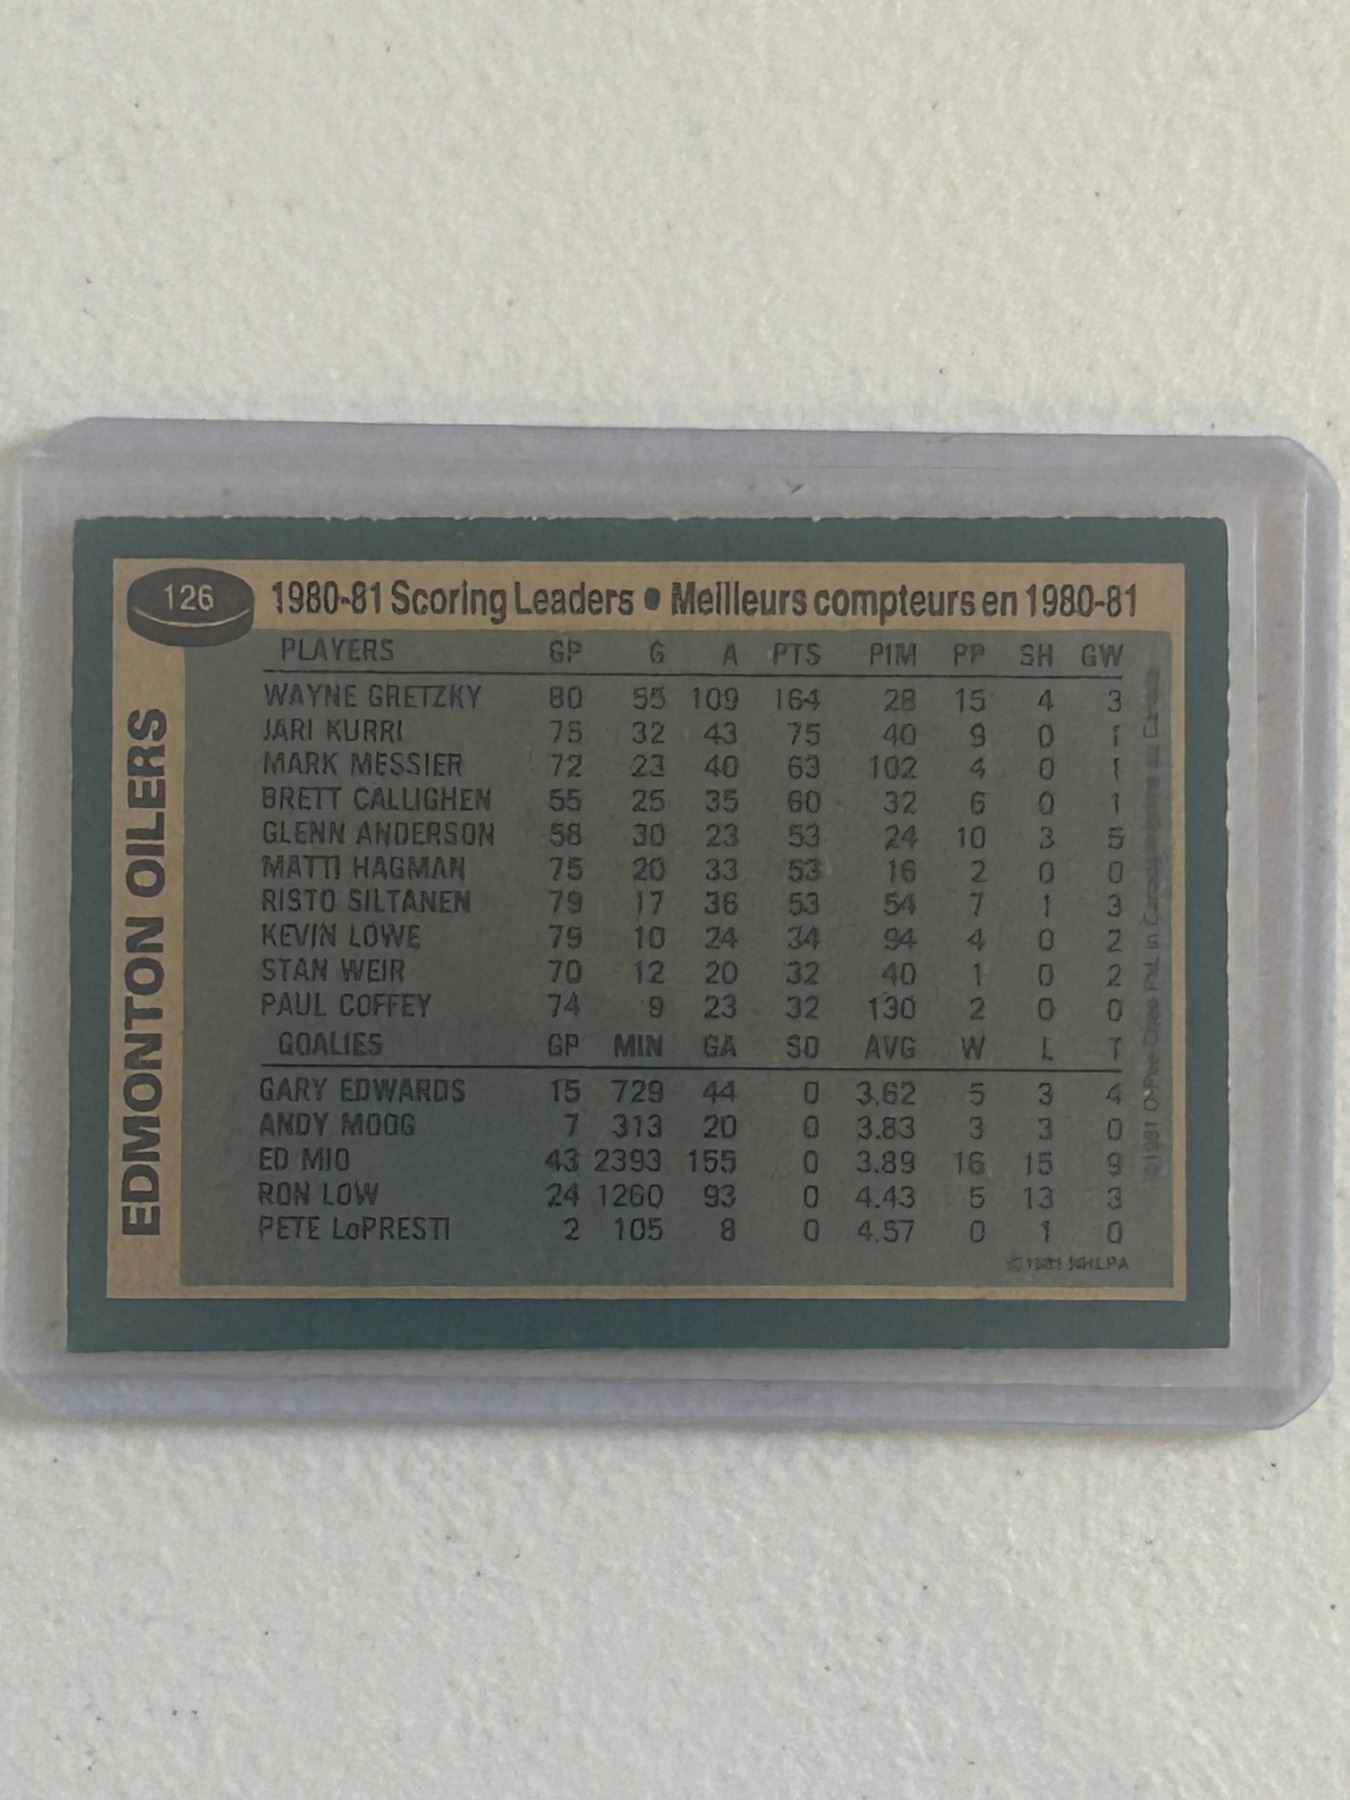 126
1980-81 Scoring Leaders • Meilleurs compteurs en 1980-81
EDMONTON OILERS
PLAYERS GP G A PTS PIM PP SH GW
WAYNE GRETZKY 80 55 109 164 28 15 4 3
JARI KURRI 75 32 43 75 40 9 0 1
MARK MESSIER 72 23 40 63 102 4 0 1
BRETT CALLIGHEN 55 25 35 60 32 6 0 1
GLENN ANDERSON 58 30 23 53 24 10 3 5
MATTI HAGMAN 75 20 33 53 16 2 0 0
RISTO SILTANEN 79 17 36 53 54 7 1 3
KEVIN LOWE 79 10 24 34 94 4 0 2
STAN WEIR 70 12 20 32 40 1 0 2
PAUL COFFEY 74 9 23 32 130 2 0 0
GOALIES GP MIN GA SO AVG W L T
GARY EDWARDS 15 729 44 0 3.62 5 3 4
ANDY MOOG 7 313 20 0 3.83 3 3 0
ED MIO 43 2393 155 0 3.89 16 15 9
RON LOW 24 1260 93 0 4.43 5 13 3
PETE LoPRESTI 2 105 8 0 4.57 0 1 0
© 1981 NHLPA
©1981 O-Pee-Chee Ptd. in Canada